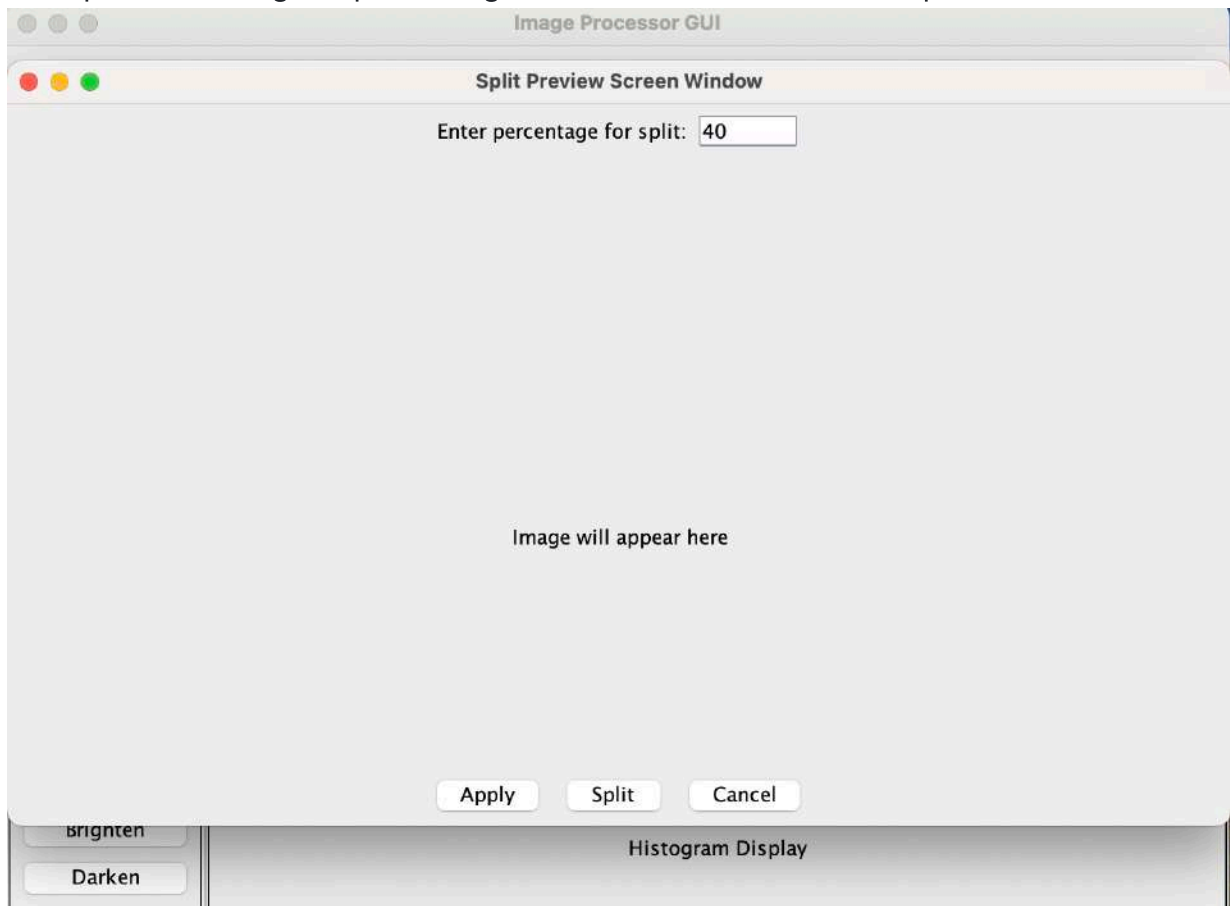 Image Processor GUI
Split Preview Screen Window
Enter percentage for split: 40
Image will appear here
Apply Split Cancel
Brighten
Histogram Display
Darken